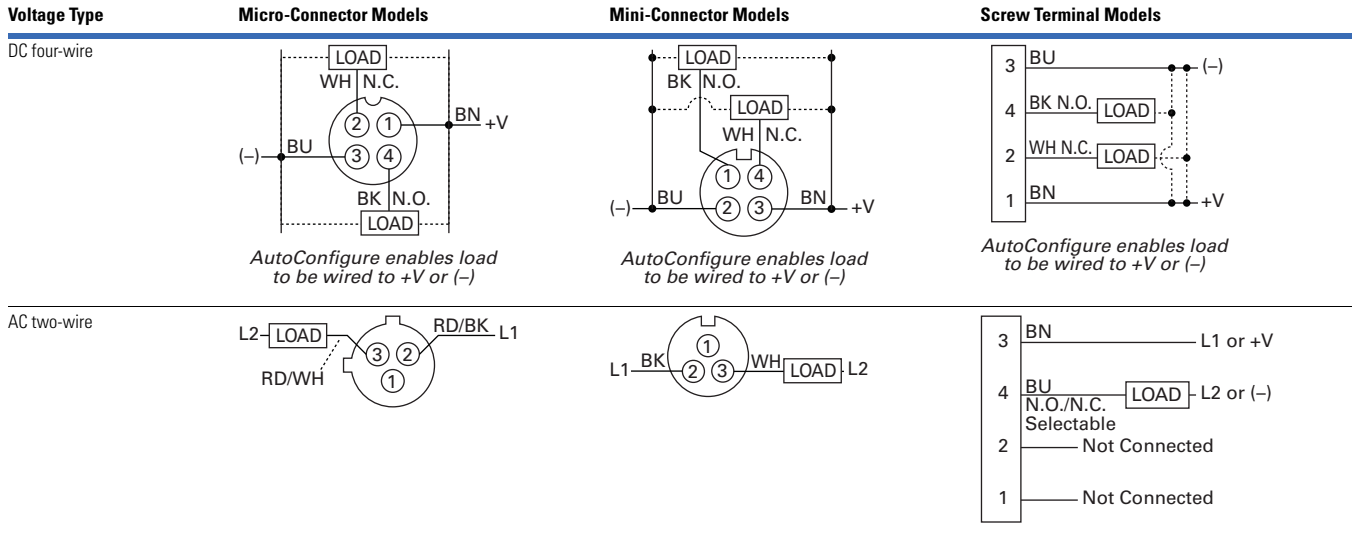 Voltage Type Micro-Connector Models Mini-Connector Models Screw Terminal Models
DC four-wire
LOAD
WH N.C.
2 1
BN +V
(–) BU
3 4
BK N.O.
LOAD
AutoConfigure enables load
to be wired to +V or (–)
LOAD
BK N.O.
LOAD
WH N.C.
1 4
(–) BU 2 3 BN +V
AutoConfigure enables load
to be wired to +V or (–)
3 BU (–)
4 BK N.O. LOAD
2 WH N.C. LOAD
1 BN +V
AutoConfigure enables load
to be wired to +V or (–)
AC two-wire
L2 LOAD RD/BK L1
3 2
RD/WH
1
1
L1 BK 2 3 WH LOAD L2
3 BN L1 or +V
4 BU LOAD L2 or (–)
N.O./N.C.
Selectable
2 Not Connected
1 Not Connected